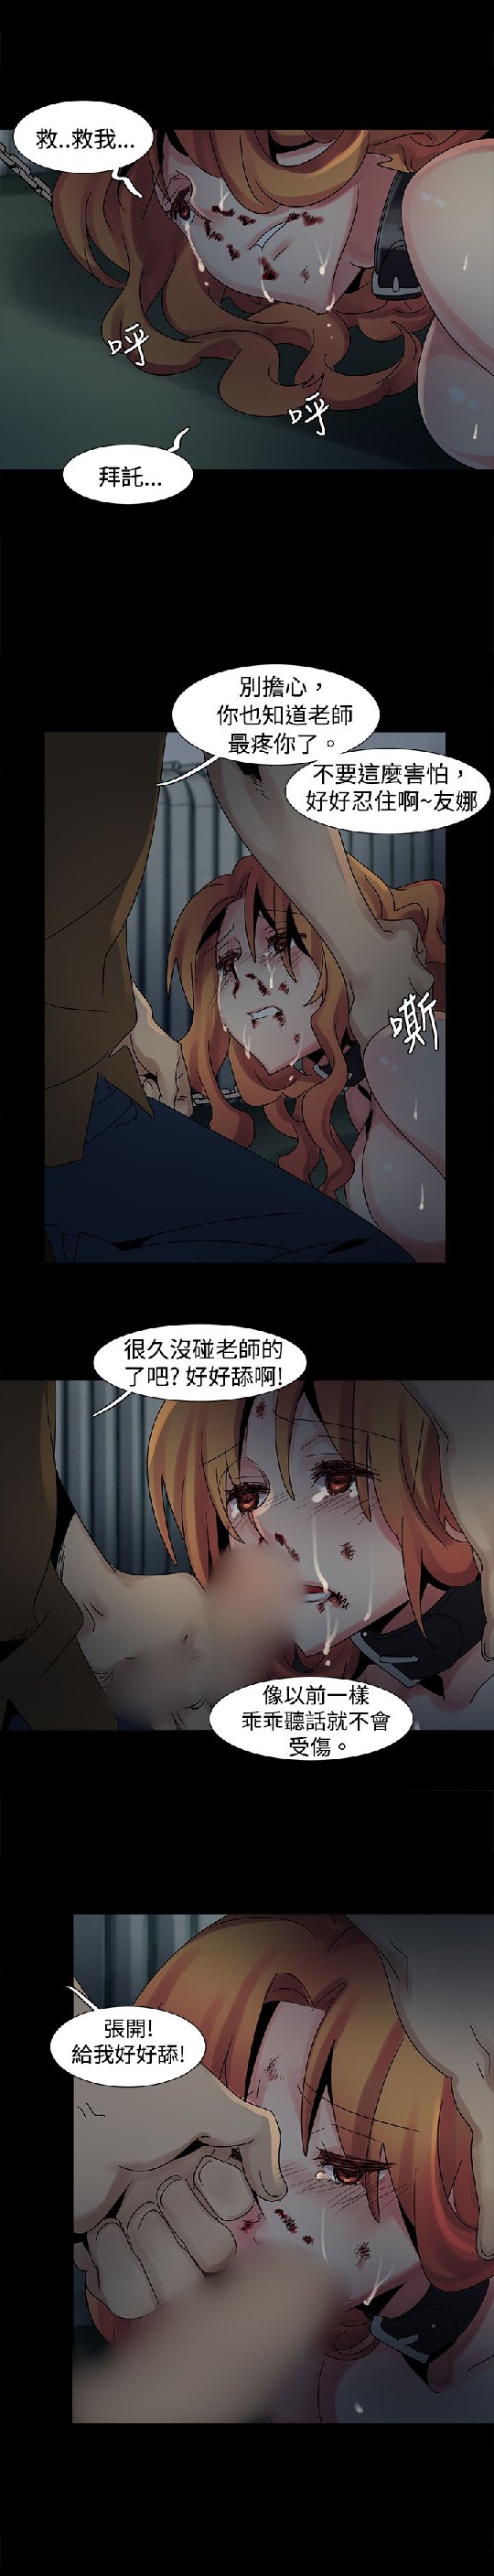 救..救我...
呼
呼
拜託...
別擔心，
你也知道老師
最疼你了。
不要這麼害怕，
好好忍住啊~友娜
嘶
很久沒碰老師的
了吧? 好好舔啊!
像以前一樣
乖乖聽話就不會
受傷。
張開!
給我好好舔!